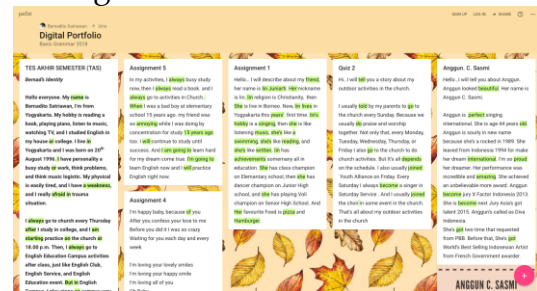 padlet
SIGN UP LOG IN SHARE
Bernadito Satriawan + 2mo
Digital Portfolio
Basic Grammar 2018
TES AKHIR SEMESTER (TAS)
Bernadi's identity
Hello everyone. My name is
Bernadito Satriawan, I'm from
Yogyakarta. My hobby is reading a
book, playing piano, listen to music,
watching TV, and I studied English in
my house or college. I live in
Yogyakarta and I was born on 20th
August 1996. I have personality a
busy study or work, think problems,
and think music logistic. My physical
is easily tired, and I have a weakness,
and I really afraid in trauma
situation.
I always go to church every Thursday
after I study in college, and I am
starting practice on the church at
18.00 p.m. Then, I always go to
English Education Campus activities
after class, just like English Club,
English Service, and English
Education event. But in English
Assignment 5
In my activities, I always busy study
now, then I always read a book. and I
always go to activities in Church :
When I was a bad boy at elementary
school 15 years ago. my friend was
so annoying while I was doing by
concentration for study 13 years ago
too. I will continue to study until
success. And I am going to learn hard
for my dream come true. I'm going to
learn English now and I will practice
English right now.
Assignment 4
I'm happy baby, because of you
After you confess your love to me
Before you did it I was so crazy
Waiting for you each day and every
week
I'm loving your lovely smiles
I'm loving your happy smile
I'm loving all of you
Assignment 1
Hello... I will describe about my friend,
her name is Iin Juniarti. Her nickname
is Iin. Iin religion is Christianity, then
She is live in Borneo. Now, Iin lives in
Yogyakarta five years' first time. Iin's
hobby is a singing, then she is like
listening music, she's like a
swimming, she's like reading, and
she's like written. Iin has
achievements somemany all in
education. She has class champion
on Elementary school, then she has
dancer champion on Junior High
school, and she has playing Voli
champion on Senior High School. And
Her favourite Food is pizza and
Hamburge.
Quiz 2
Hi.. I will tell you a story about my
outdoor activities in the church.
I usually told by my parents to go to
the church every Sunday. Because we
usually do praise and worship
together. Not only that, every Monday,
Tuesday, Wednesday, Thursday, or
Friday I also go to the church to do
church activities. But it's all depends
on the schedule. I also usually joined
Youth Alliance on Friday. Every
Saturday I always become a singer in
Saturday Service . And I usually joined
the church in some event in the church.
That's all about my outdoor activities
in the church
Anggun. C. Sasmi
Hello.. I will tell you about Anggun.
Anggun looked beautiful. Her name is
Anggun C. Sasmi
Anggun is perfect singing
international. She is age 44 years old.
Anggun is sourly in new name
because she's a rocked in 1989. She
leaved from Indonesia 1994 for make
her dream international. I'm so proud
her dreamer. Her performance was
incredible and amazing. She achieved
an unbelievable more award. Anggun
become jury X Factor Indonesia 2013.
She is become next Jury Asia's got
talent 2015. Anggun's called as Diva
Indonesia.
She's got two time that requested
from PBB. Before that, She's got
World's Best Selling Indonesian Artist
from French Government awarder
ANGGUN C. SASMI